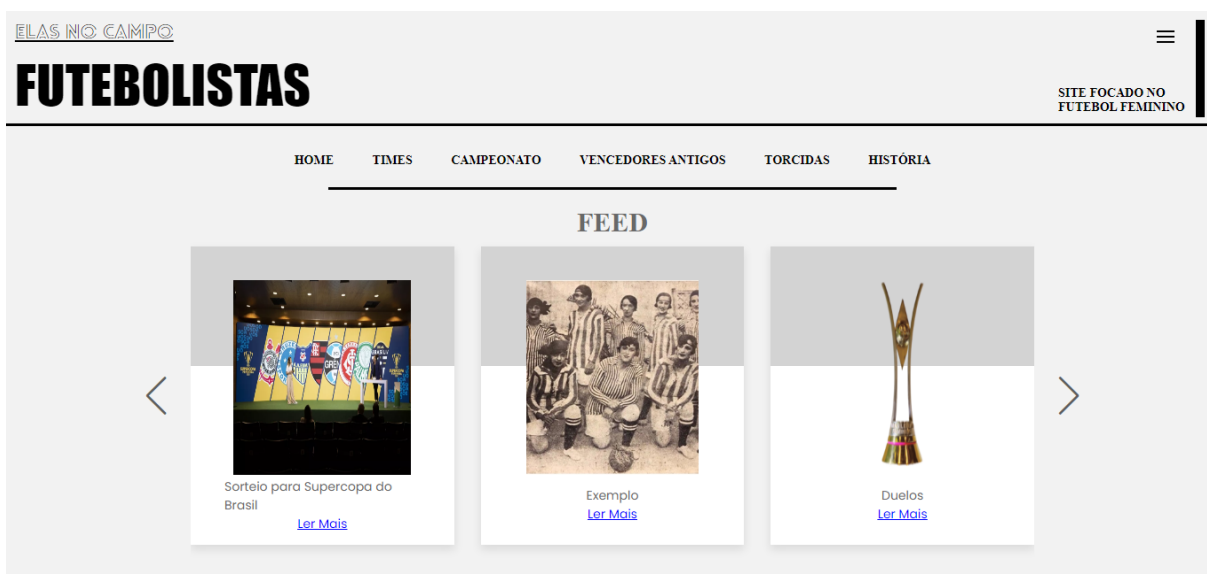 ELAS NO CAMPO
FUTEBOLISTAS
SITE FOCADO NO
FUTEBOL FEMININO
HOME TIMES CAMPEONATO VENCEDORES ANTIGOS TORCIDAS HISTÓRIA
FEED
Sorteio para Supercopa do
Brasil
Ler Mais
Exemplo
Ler Mais
Duelos
Ler Mais